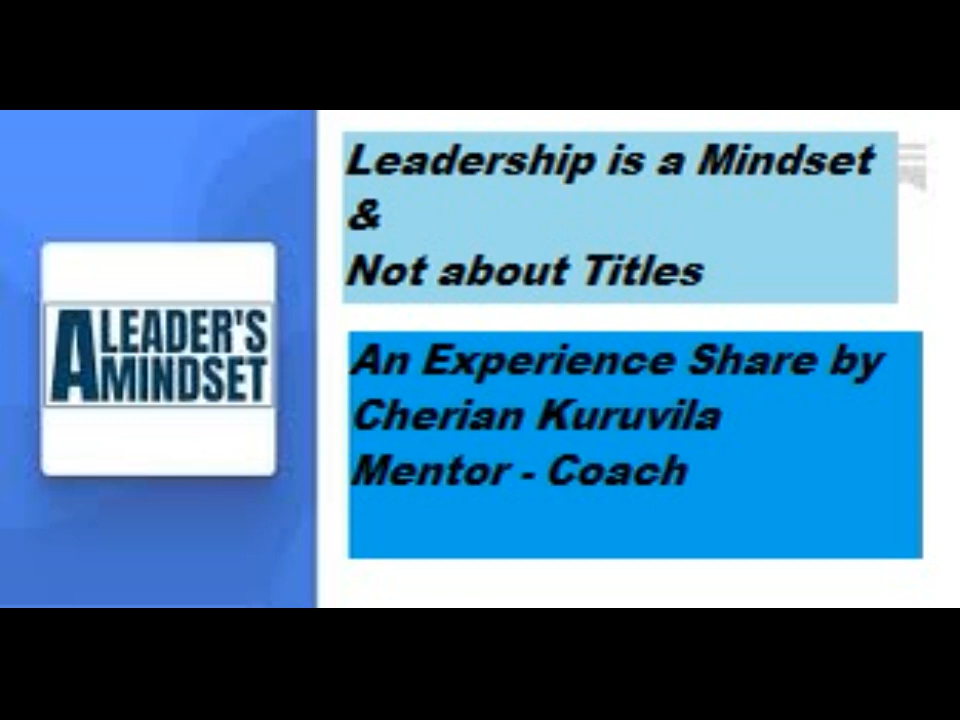 A LEADER'S
MINDSET
Leadership is a Mindset
&
Not about Titles
An Experience Share by
Cherian Kuruvila
Mentor - Coach